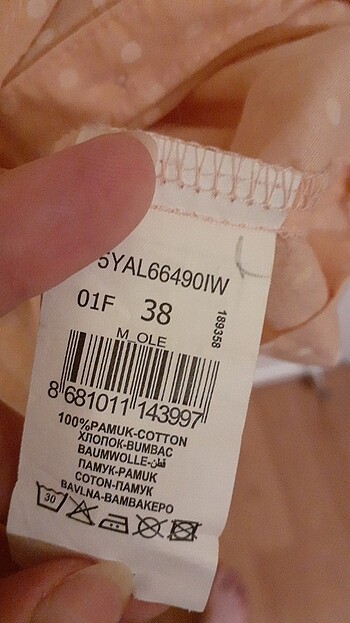 5YAL66490IW
01F 38
189358
M_OLE
8 681011 143997
100%PAMUK-COTTON
ХЛОПОК-BUMBAC
BAUMWOLLE-قطن
ПАМУК-PAMUK
COTON-ПАМУК
BAVLNA-ΒΑΜΒΑΚΕΡΟ
30